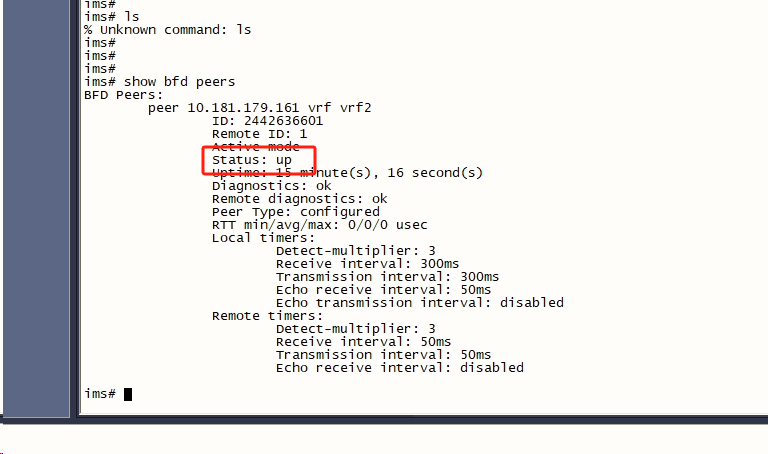 ims#
ims# ls
% Unknown command: ls
ims#
ims#
ims#
ims# show bfd peers
BFD Peers:
peer 10.181.179.161 vrf vrf2
ID: 2442636601
Remote ID: 1
Active mode
Status: up
Uptime: 15 minute(s), 16 second(s)
Diagnostics: ok
Remote diagnostics: ok
Peer Type: configured
RTT min/avg/max: 0/0/0 usec
Local timers:
Detect-multiplier: 3
Receive interval: 300ms
Transmission interval: 300ms
Echo receive interval: 50ms
Echo transmission interval: disabled
Remote timers:
Detect-multiplier: 3
Receive interval: 50ms
Transmission interval: 50ms
Echo receive interval: disabled
ims#